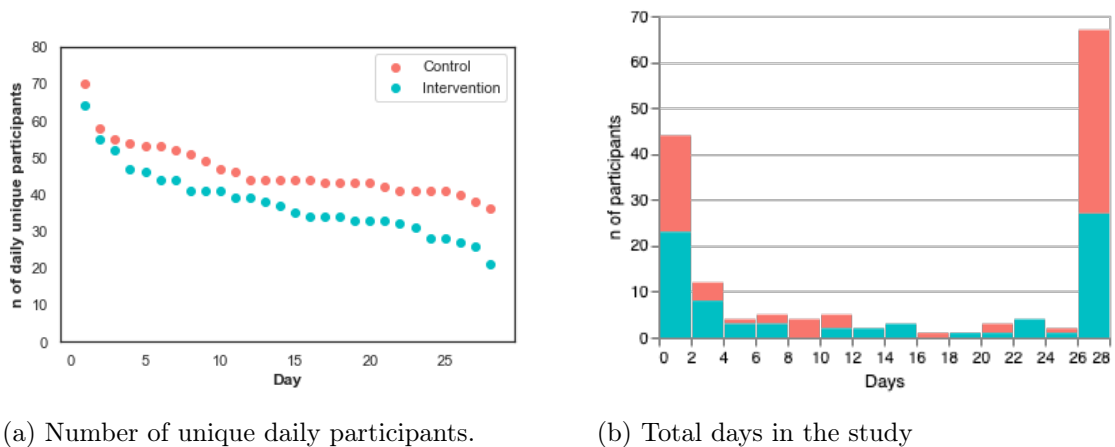 80
70
60
50
40
30
20
10
0
n of daily unique participants
Control
Intervention
0 5 10 15 20 25
Day
70
60
50
40
30
20
10
0
n of participants
0 2 4 6 8 10 12 14 16 18 20 22 24 26 28
Days
(a) Number of unique daily participants.
(b) Total days in the study